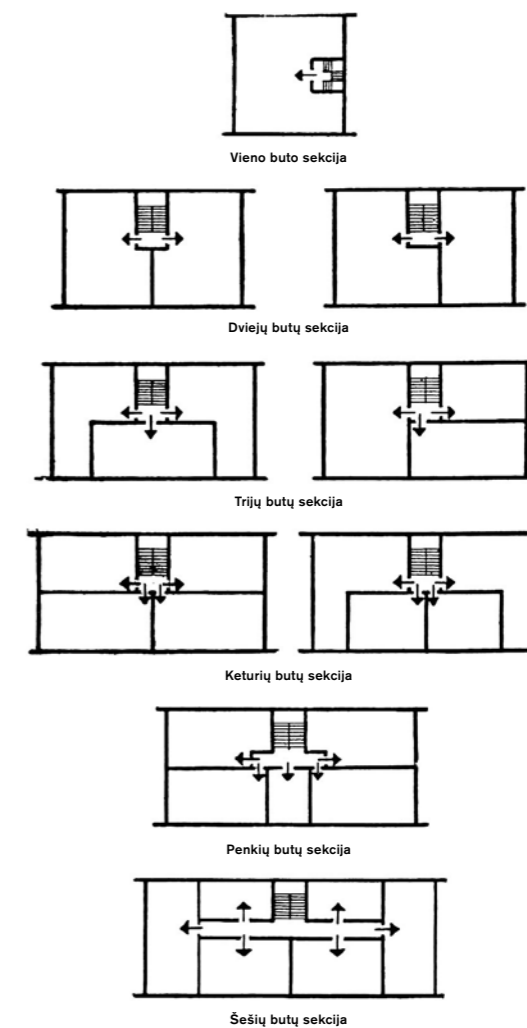 Vieno buto sekcija
Dviejų butų sekcija
Trijų butų sekcija
Keturių butų sekcija
Penkių butų sekcija
Šešių butų sekcija